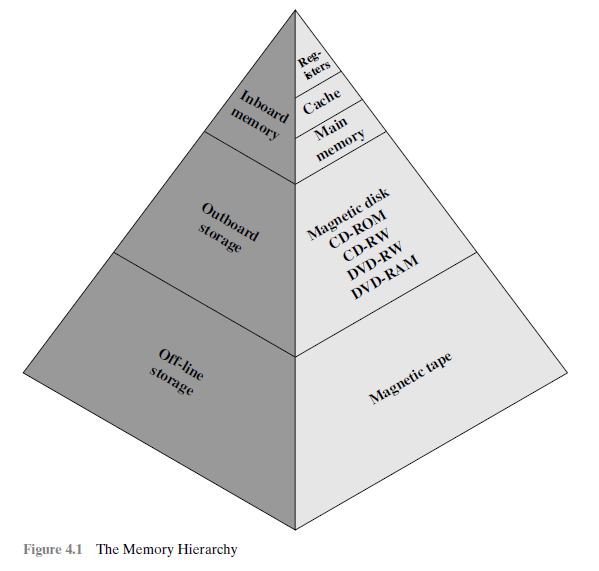 Reg-
isters
Cache
Main
memory
Inboard
memory
Outboard
storage
Magnetic disk
CD-ROM
CD-RW
DVD-RW
DVD-RAM
Off-line
storage
Magnetic tape
Figure 4.1 The Memory Hierarchy